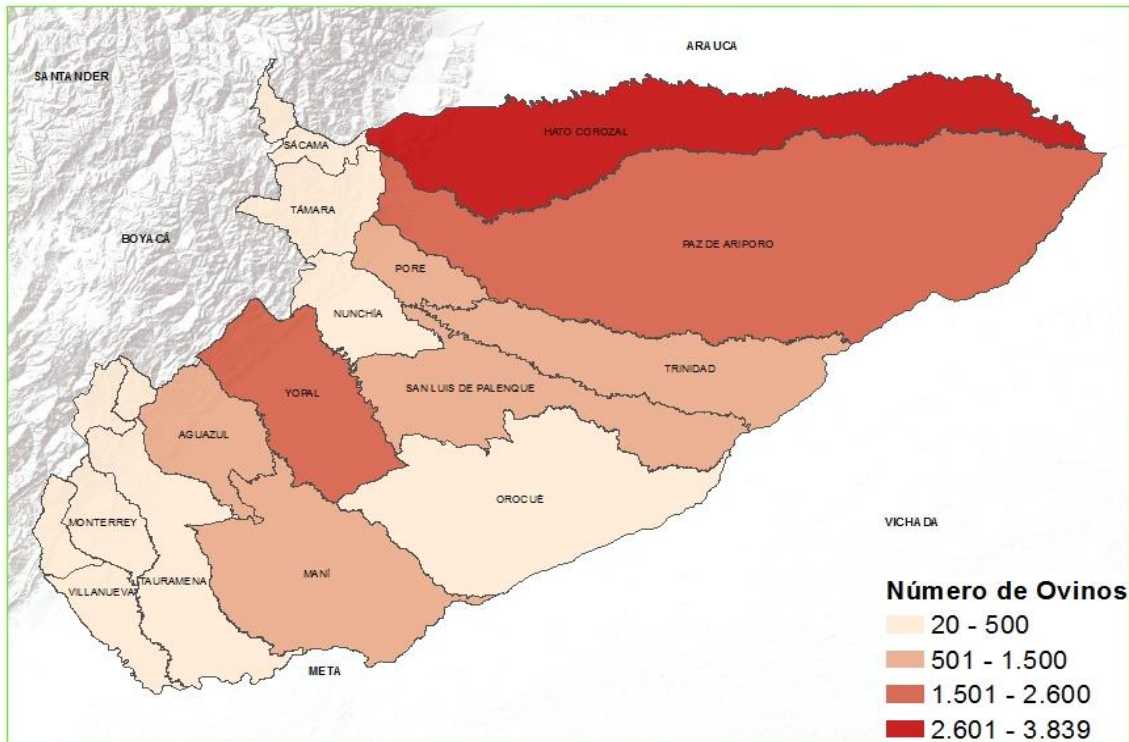 ARAUCA
SANTANDER
HATO COROZAL
SÁCAMA
TÁMARA
BOYACÁ
PAZ DE ARIPORO
PORE
NUNCHÍA
TRINIDAD
SAN LUIS DE PALENQUE
YOPAL
AGUAZUL
OROCUÉ
MONTERREY
VICHADA
MANÍ
TAURAMENA
VILLANUEVA
META
Número de Ovinos
20 - 500
501 - 1.500
1.501 - 2.600
2.601 - 3.839